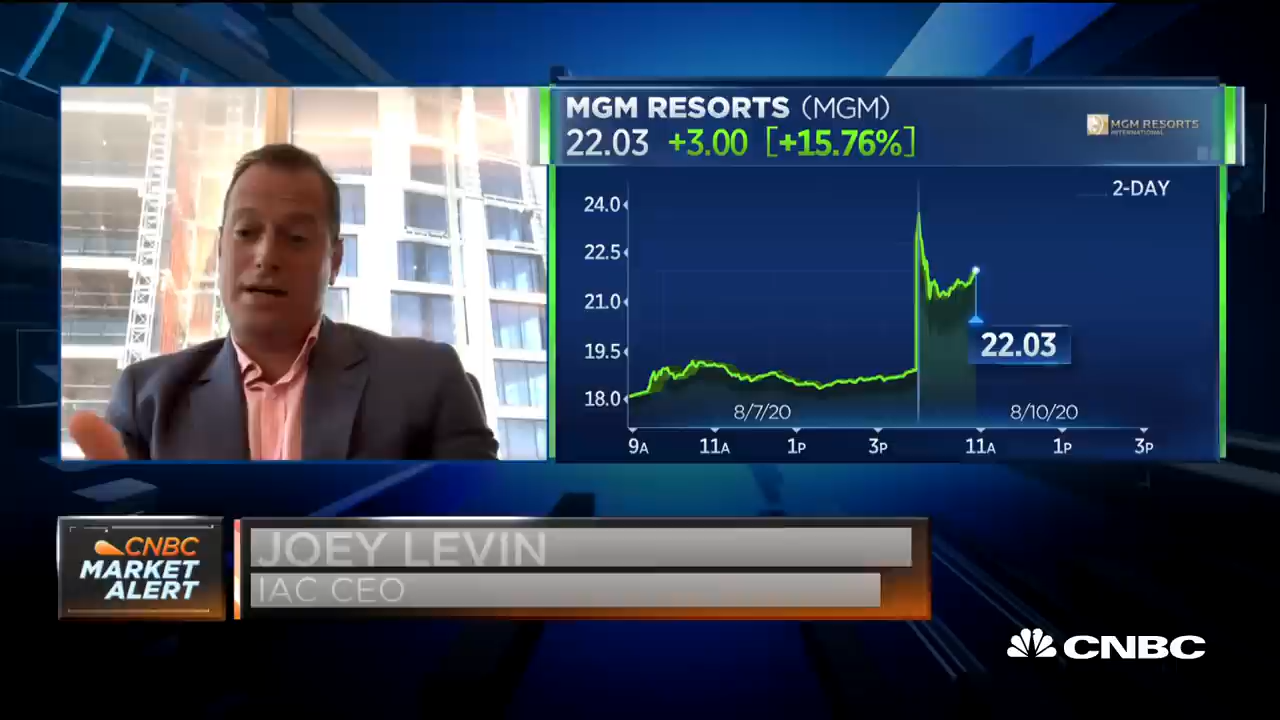 MGM RESORTS (MGM)
22.03 +3.00 [+15.76%]
MGM RESORTS
INTERNATIONAL
2-DAY
24.0
22.5
21.0
19.5
18.0
22.03
8/7/20
8/10/20
9A 11A 1P 3P 11A 1P 3P
CNBC
MARKET
ALERT
JOEY LEVIN
IAC CEO
CNBC